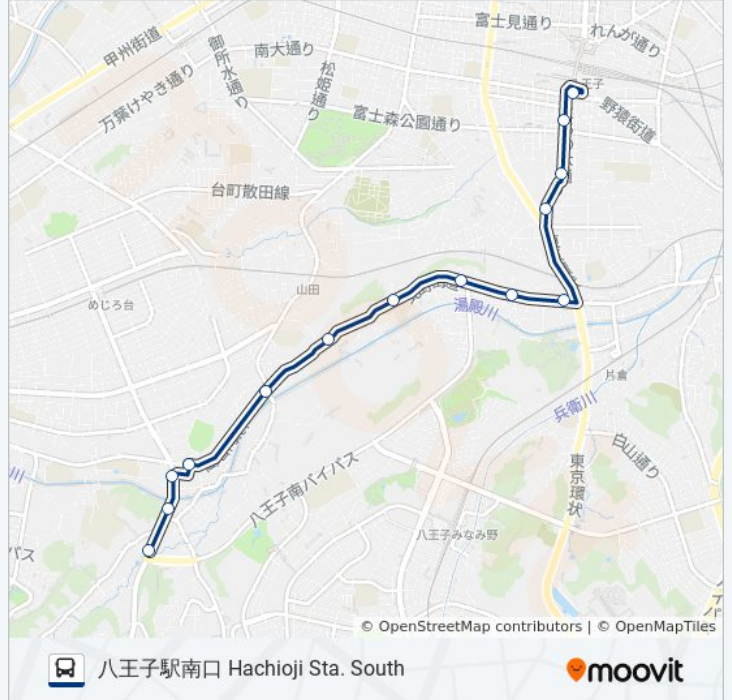 富士見通り
れんが通り
甲州街道
御所水通り
南大通り
松姫通り
万葉けやき通り
王子
野猿街道
富士森公園通り
台町散田線
山田
めじろ台
湯殿川
片倉
兵衛川
川
白山通り
八王子南バイパス
東京環状
八王子みなみ野
バス
© OpenStreetMap contributors | © OpenMapTiles
八王子駅南口 Hachioji Sta. South
moovit